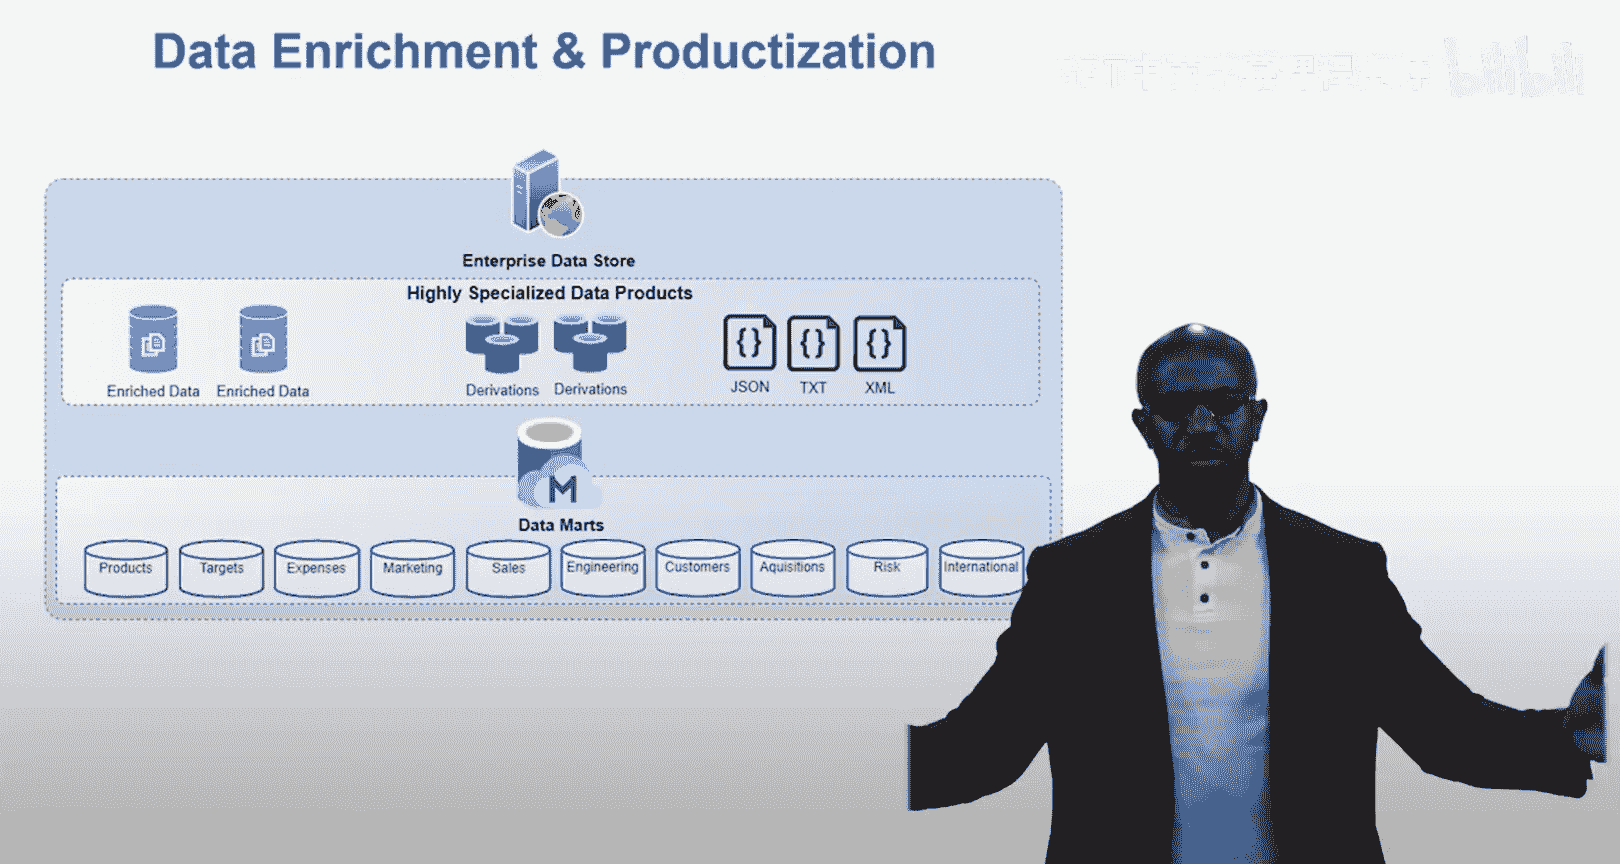 Data Enrichment & Productization
bilibili
Enterprise Data Store
Highly Specialized Data Products
Enriched Data Enriched Data Derivations Derivations JSON TXT XML
M
Data Marts
Products Targets Expenses Marketing Sales Engineering Customers Aquisitions Risk International